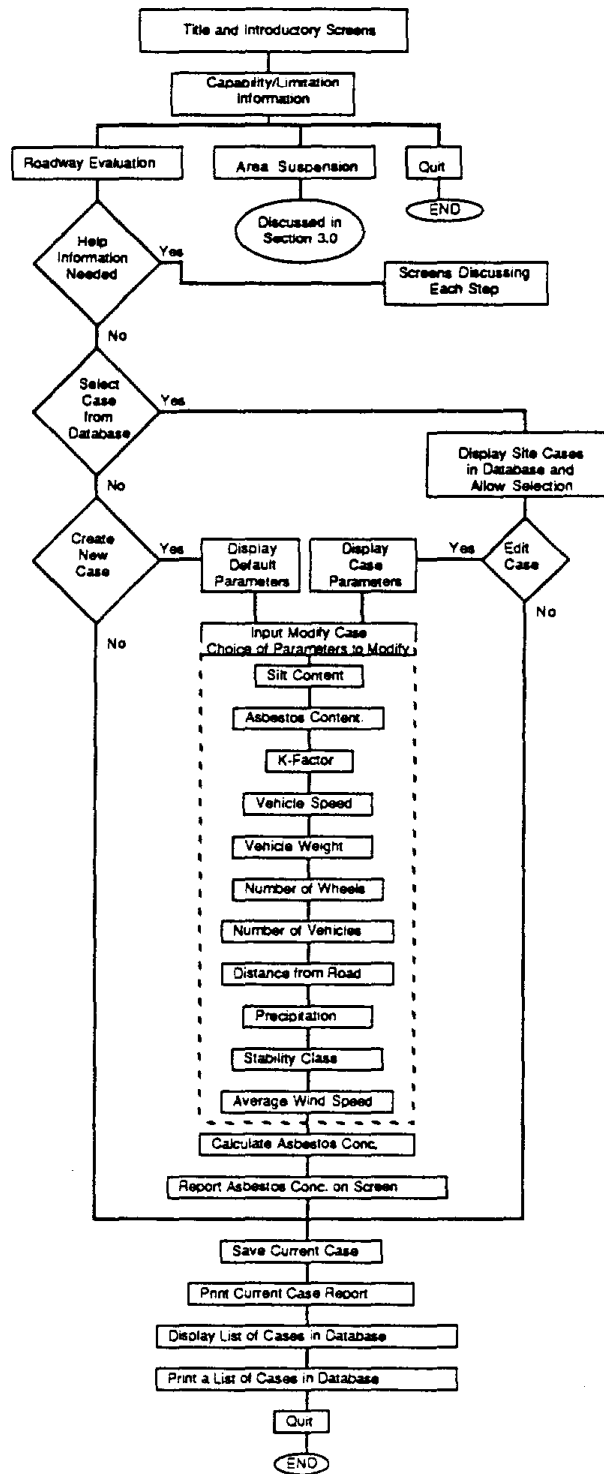 Title and Introductory Screens
Capability/Limitation
Information
Roadway Evaluation
Area Suspension
Quit
Discussed in
Section 3.0
END
Help
Information
Needed
Yes
Screens Discussing
Each Step
No
Select
Case
from
Database
Yes
Display Site Cases
in Database and
Allow Selection
No
Create
New
Case
Yes
Display
Default
Parameters
Display
Case
Parameters
Yes
Edit
Case
No
No
Input Modify Case
Choice of Parameters to Modify
Silt Content
Asbestos Content.
K-Factor
Vehicle Speed
Vehicle Weight
Number of Wheels
Number of Vehicles
Distance from Road
Precipitation
Stability Class
Average Wind Speed
Calculate Asbestos Conc.
Report Asbestos Conc. on Screen
Save Current Case
Print Current Case Report
Display List of Cases in Database
Print a List of Cases in Database
Quit
END